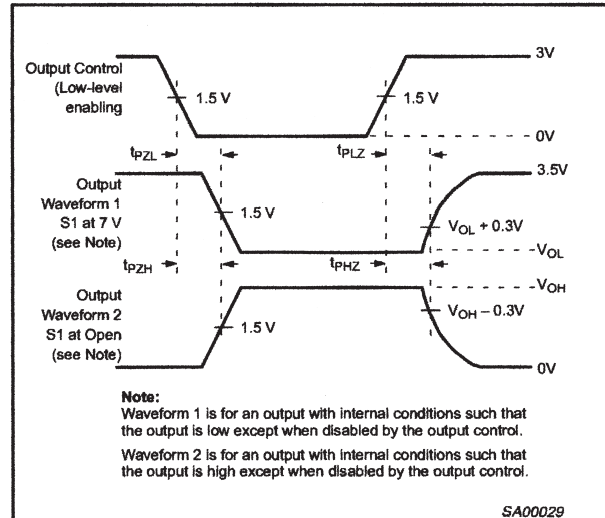 3V
Output Control
(Low-level
enabling
1.5 V
1.5 V
0V
tPZL
tPLZ
3.5V
Output
Waveform 1
S1 at 7 V
(see Note)
1.5 V
VOL + 0.3V
VOL
tPZH
tPHZ
VOH
Output
Waveform 2
S1 at Open
(see Note)
1.5 V
VOH – 0.3V
0V
Note:
Waveform 1 is for an output with internal conditions such that
the output is low except when disabled by the output control.
Waveform 2 is for an output with internal conditions such that
the output is high except when disabled by the output control.
SA00029